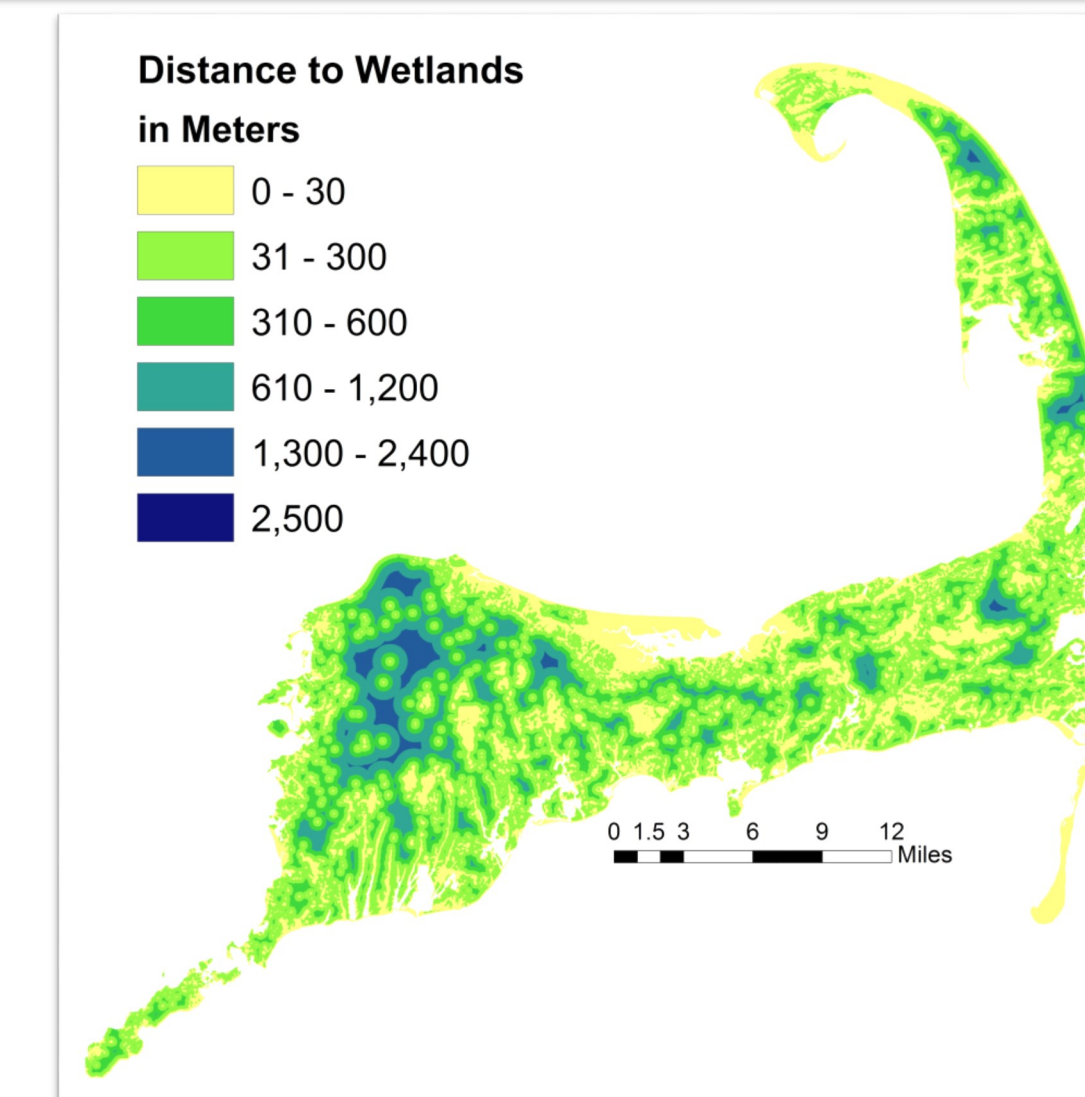 Distance to Wetlands
in Meters
0 - 30
31 - 300
310 - 600
610 - 1,200
1,300 - 2,400
2,500
0 1.5 3 6 9 12
Miles